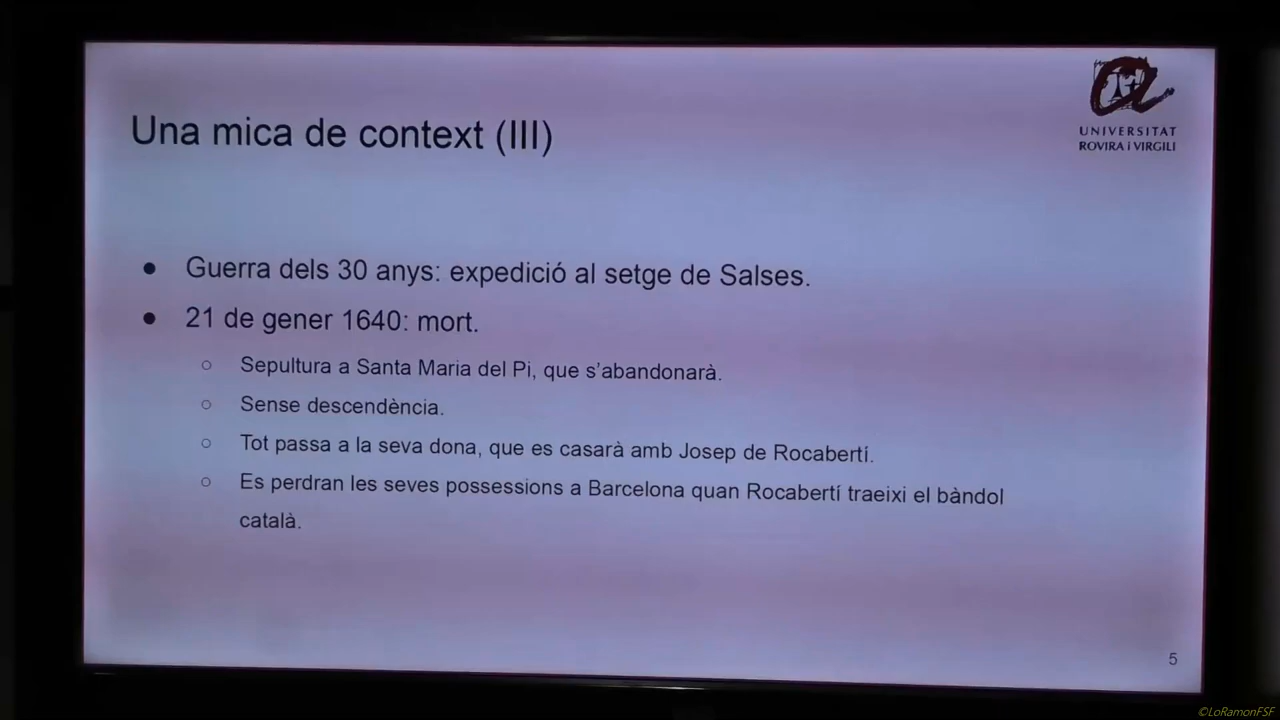 UNIVERSITAT
ROVIRA i VIRGILI
Una mica de context (III)
● Guerra dels 30 anys: expedició al setge de Salses.
● 21 de gener 1640: mort.
○ Sepultura a Santa Maria del Pi, que s’abandonarà.
○ Sense descendència.
○ Tot passa a la seva dona, que es casarà amb Josep de Rocabertí.
○ Es perdran les seves possessions a Barcelona quan Rocabertí traeixi el bàndol
català.
5
©LoRamonFSF